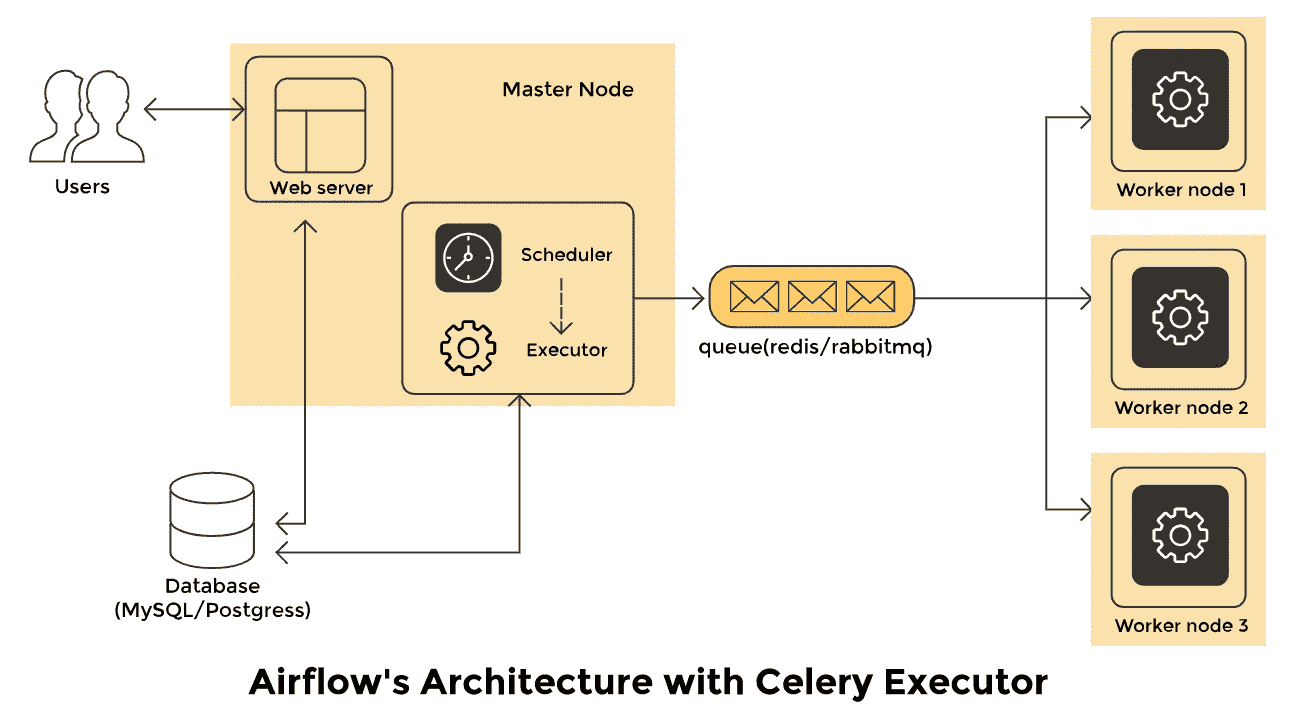 Master Node
Users
Web server
Scheduler
Executor
queue(redis/rabbitmq)
Worker node 1
Worker node 2
Worker node 3
Database
(MySQL/Postgress)
Airflow's Architecture with Celery Executor